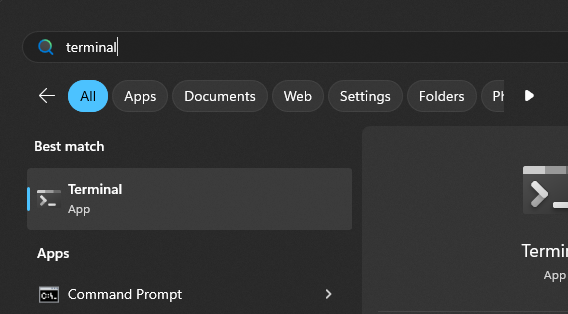 terminal
All Apps Documents Web Settings Folders
Best match
Terminal
App
Apps
Command Prompt
App